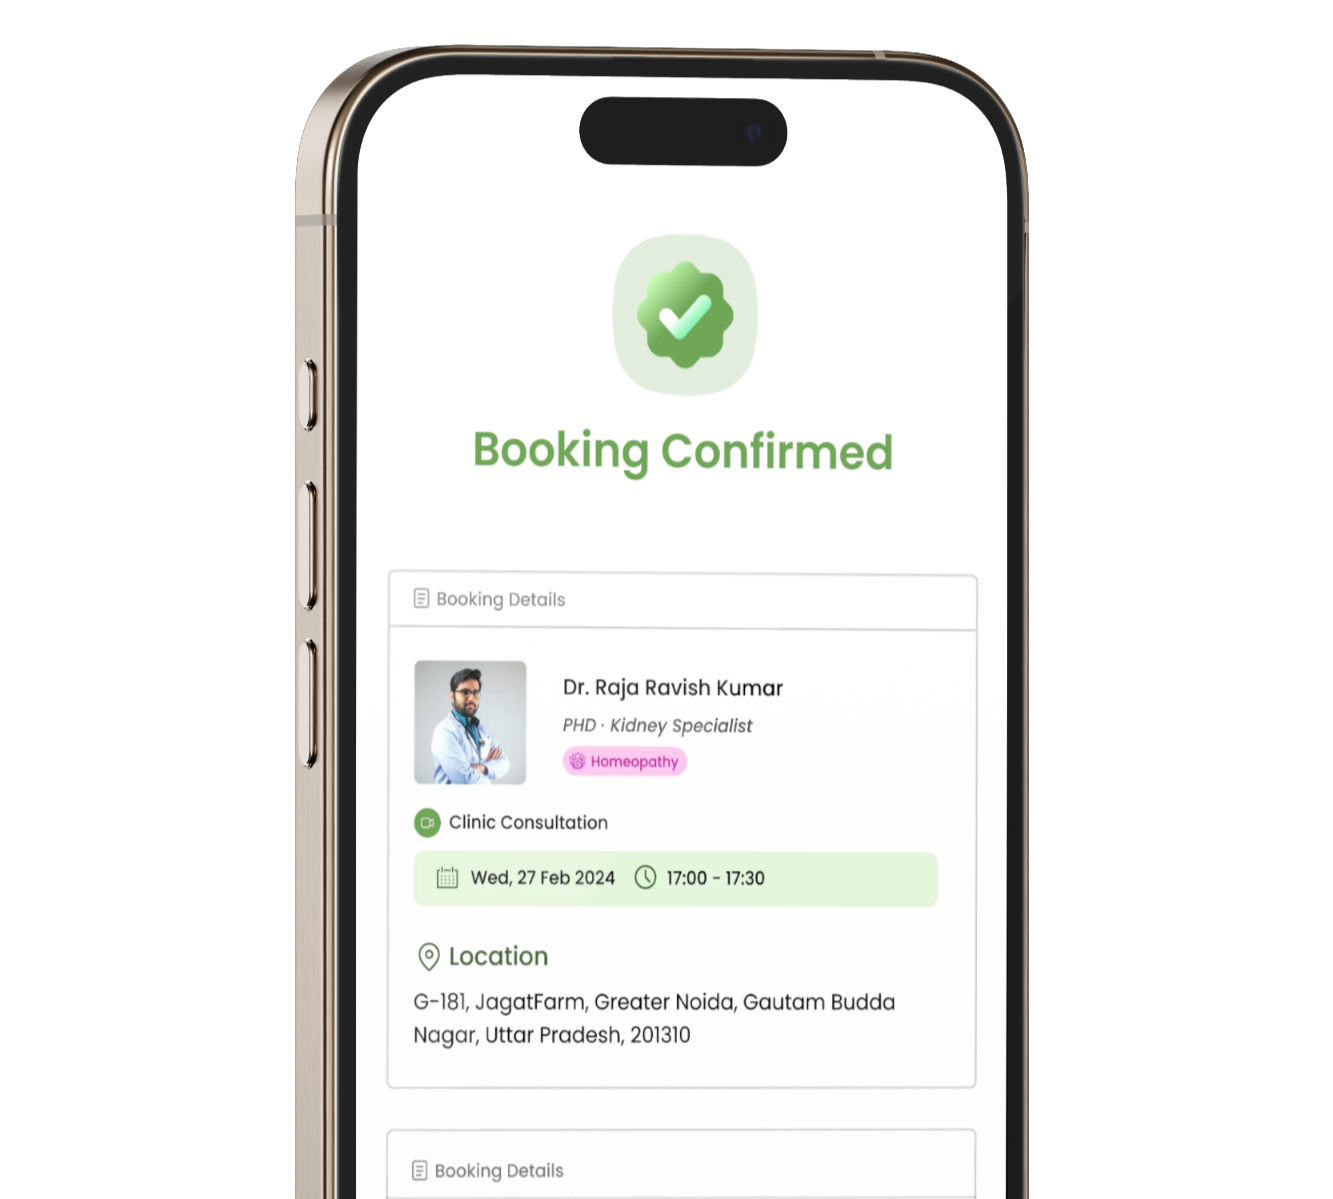 Booking Confirmed
Booking Details
Dr. Raja Ravish Kumar
PHD · Kidney Specialist
Homeopathy
Clinic Consultation
Wed, 27 Feb 2024 17:00 - 17:30
Location
G-181, JagatFarm, Greater Noida, Gautam Budda
Nagar, Uttar Pradesh, 201310
Booking Details